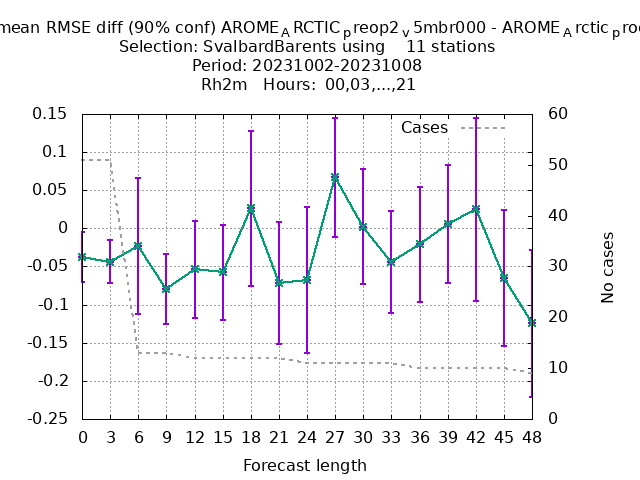 mean RMSE diff (90% conf) AROME_ARCTIC_preop2_v5mbr000 - AROME_Arctic_p
Selection: SvalbardBarents using    11 stations
Period: 20231002-20231008
Rh2m   Hours:  00,03,...,21
Cases
0.15
0.1
0.05
0
-0.05
-0.1
-0.15
-0.2
-0.25
60
50
40
30
20
10
0
No cases
0 3 6 9 12 15 18 21 24 27 30 33 36 39 42 45 48
Forecast length